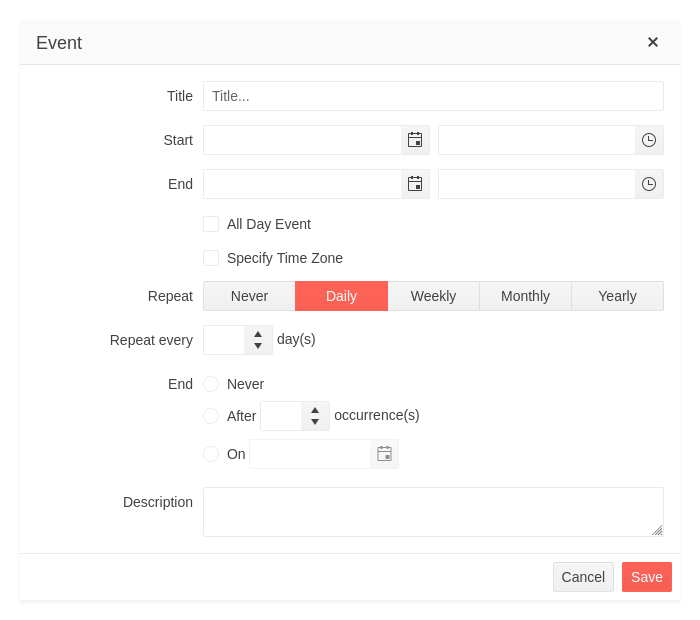 Event
Title Title...
Start
End
All Day Event
Specify Time Zone
Repeat Never Daily Weekly Monthly Yearly
Repeat every day(s)
End Never
After occurrence(s)
On
Description
Cancel Save